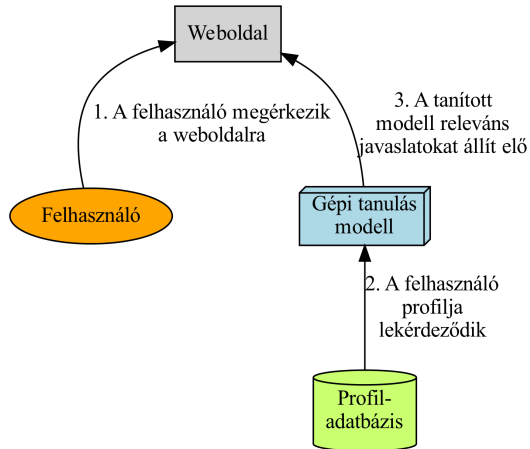 Weboldal
1. A felhasználó megérkezik
a weboldalra
3. A tanított
modell releváns
javaslatokat állít elő
Felhasználó
Gépi tanulás
modell
2. A felhasználó
profilja
lekérdeződik
Profil-
adatbázis